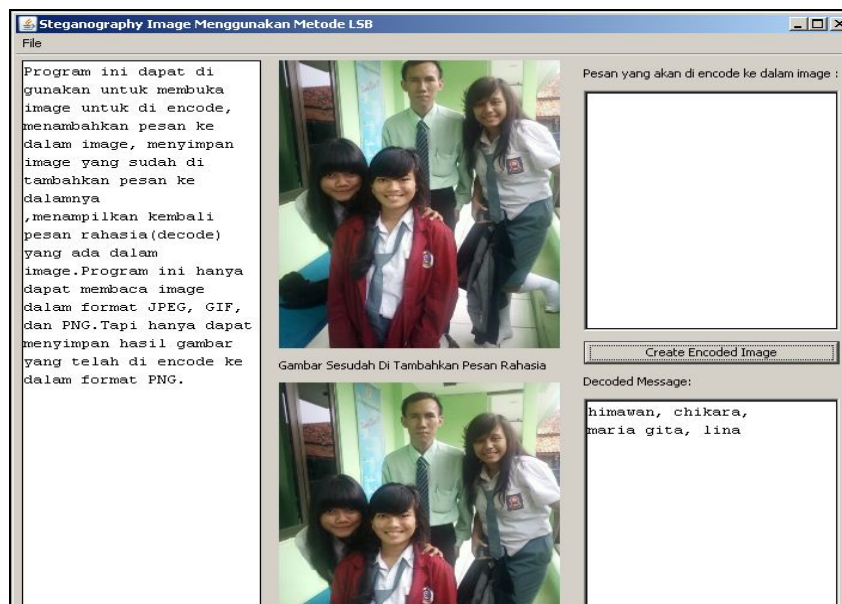 Steganography Image Menggunakan Metode LSB
File
Program ini dapat di
gunakan untuk membuka
image untuk di encode,
menambahkan pesan ke
dalam image, menyimpan
image yang sudah di
tambahkan pesan ke
dalamnya
,menampilkan kembali
pesan rahasia(decode)
yang ada dalam
image.Program ini hanya
dapat membaca image
dalam format JPEG, GIF,
dan PNG.Tapi hanya dapat
menyimpan hasil gambar
yang telah di encode ke
dalam format PNG.
Gambar Sesudah Di Tambahkan Pesan Rahasia
Pesan yang akan di encode ke dalam image :
Create Encoded Image
Decoded Message:
himawan, chikara,
maria gita, lina